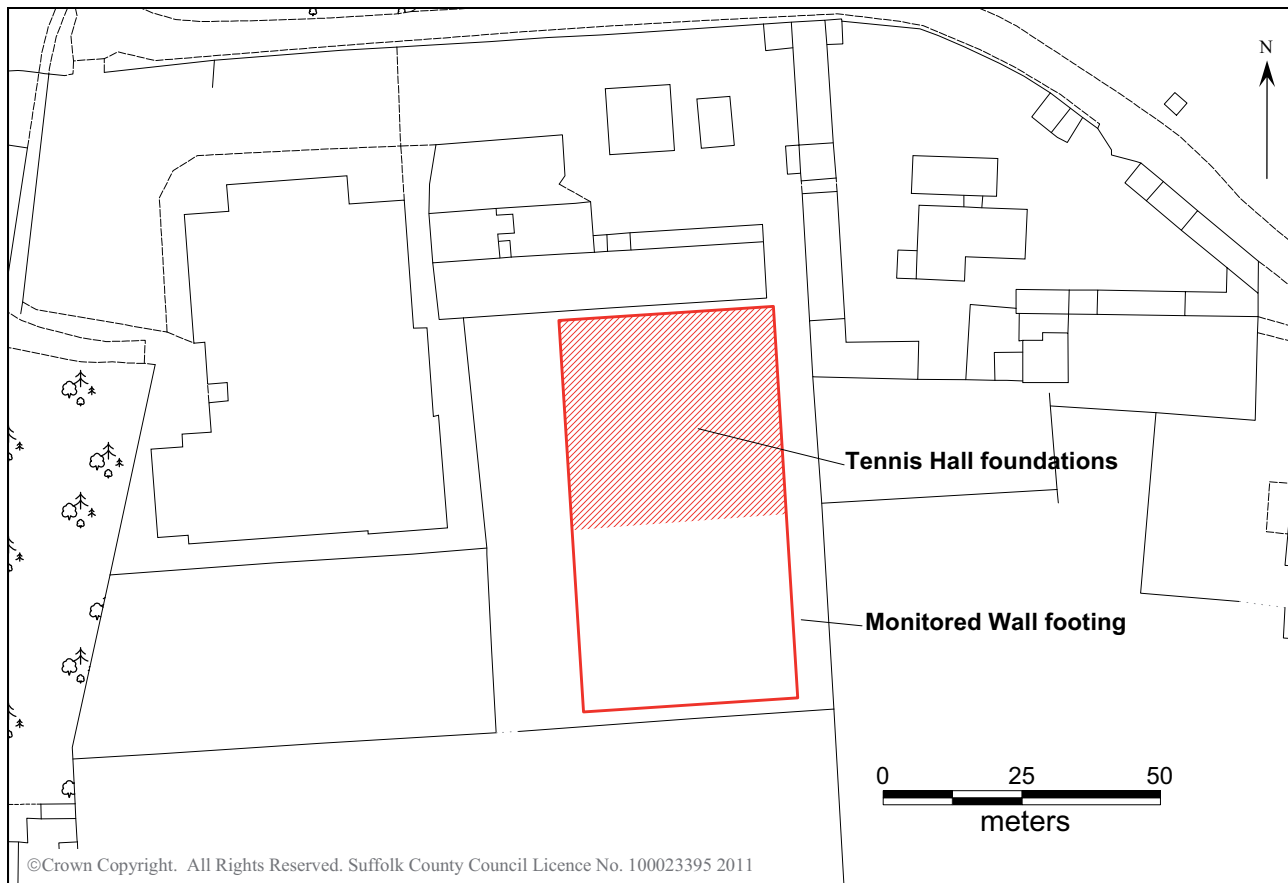 N
Tennis Hall foundations
Monitored Wall footing
0 25 50
meters
©Crown Copyright. All Rights Reserved. Suffolk County Council Licence No. 100023395 2011